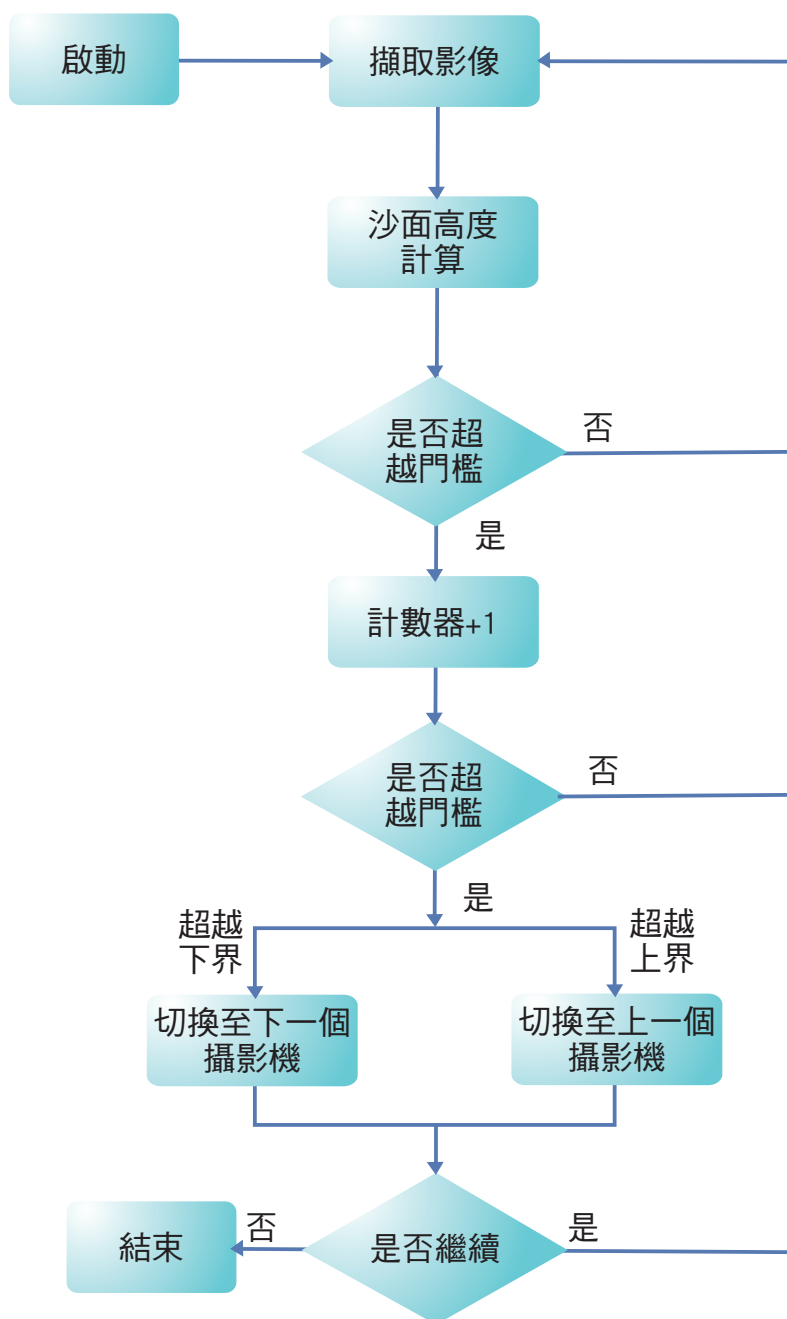 啟動
擷取影像
沙面高度
計算
是否超
越門檻
否
是
計數器+1
是否超
越門檻
否
是
超越
下界
超越
上界
切換至下一個
攝影機
切換至上一個
攝影機
結束
否
是否繼續
是